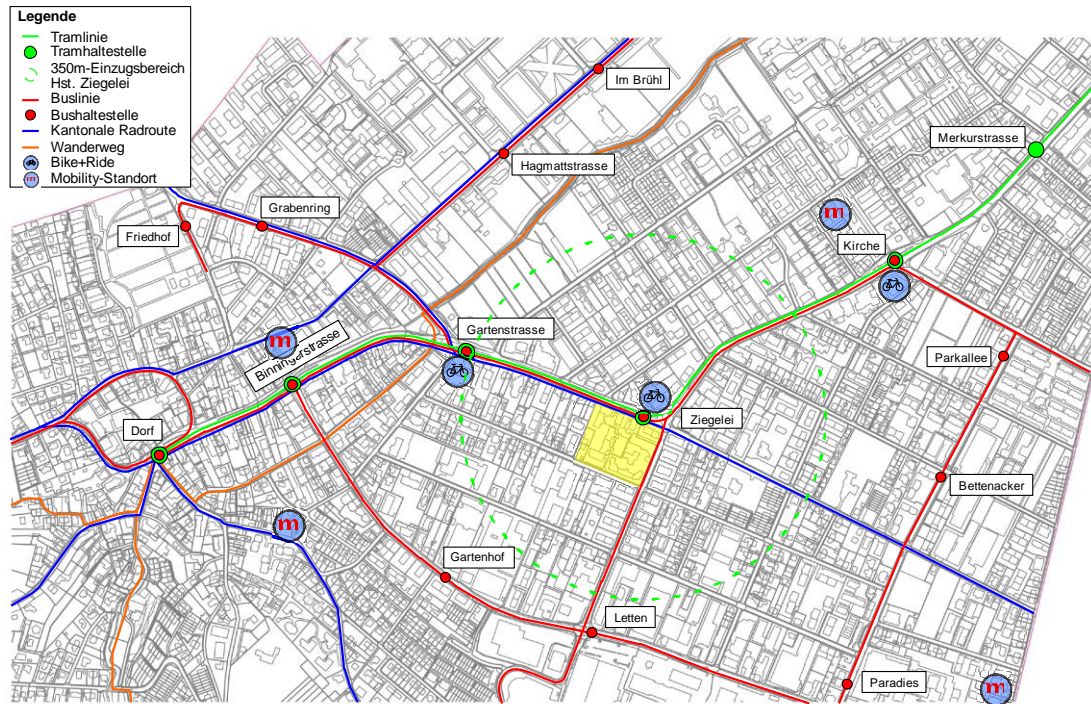 Legende
Tramlinie
Tramhaltestelle
350m-Einzugsbereich
Hst. Ziegelei
Buslinie
Bushaltestelle
Kantonale Radroute
Wanderweg
Bike+Ride
m
Mobility-Standort
Im Brühl
Merkurstrasse
Hagmattstrasse
Grabenring
m
Friedhof
Kirche
Gartenstrasse
m
Binningerstrasse
Parkallee
Ziegelei
Dorf
Bettenacker
m
Gartenhof
Letten
Paradies
m